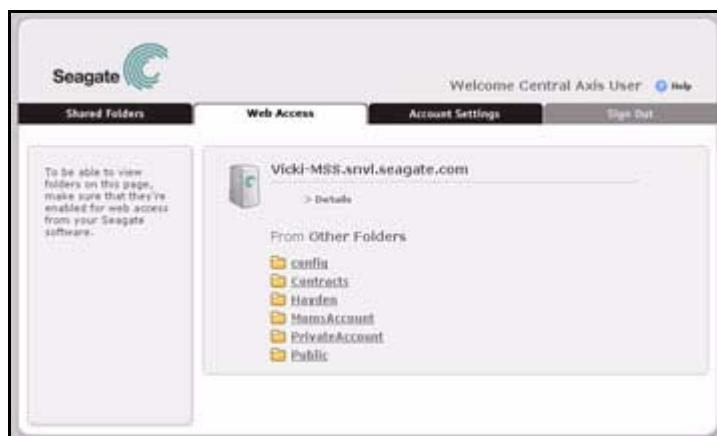 Seagate
Welcome Central Axis User
Help
Shared Folders
Web Access
Account Settings
Sign Out
To be able to view
folders on this page,
make sure that they're
enabled for web access
from your Seagate
software.
Vicki-MSS.snvl.seagate.com
> Details
From Other Folders
config
Contracts
Hayden
MomsAccount
PrivateAccount
Public